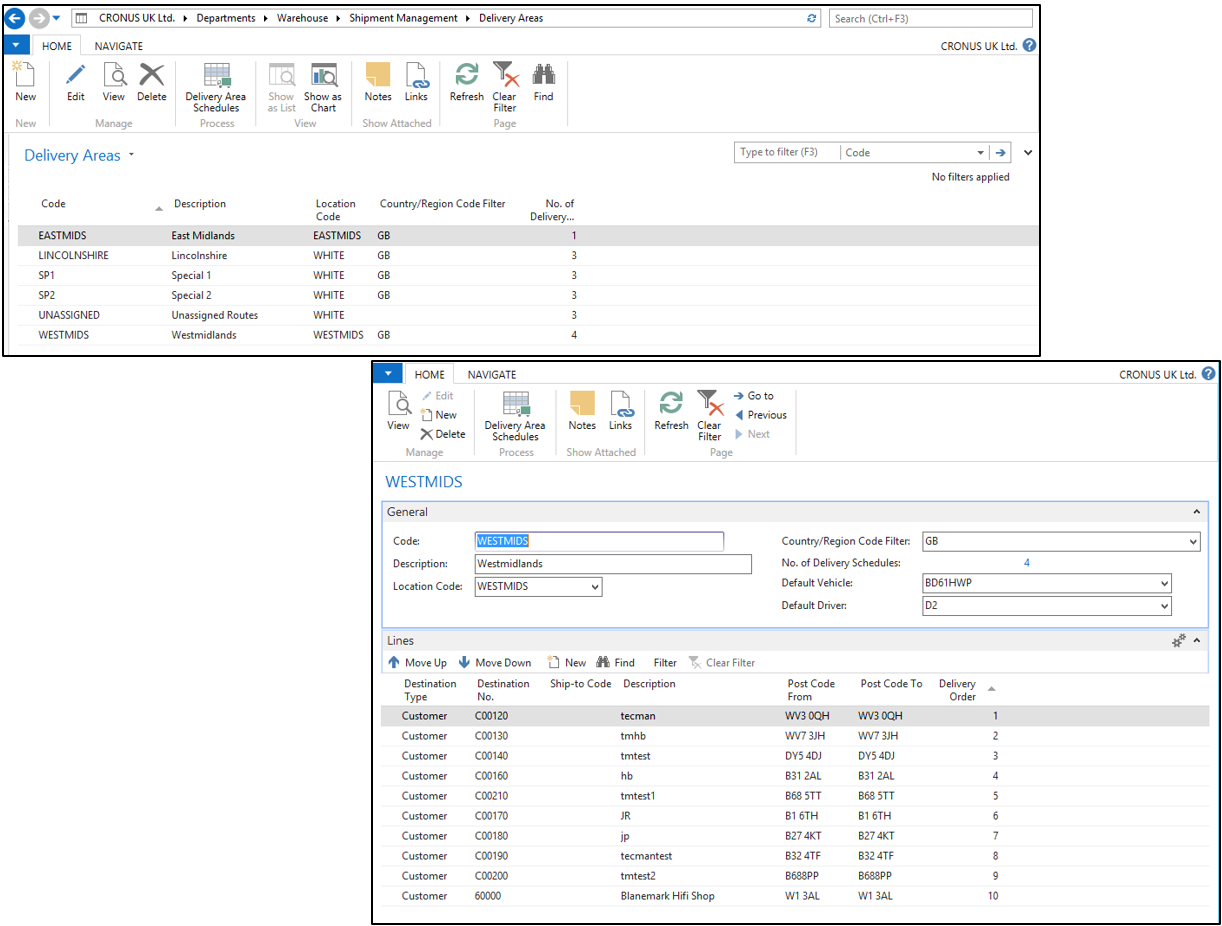 CRONUS UK Ltd. Departments Warehouse Shipment Management Delivery Areas Search (Ctrl+F3)
HOME NAVIGATE CRONUS UK Ltd.
New Edit View Delete Delivery Area Schedules Show as List Show as Chart Notes Links Refresh Clear Filter Find
New Manage Process View Show Attached Page
Delivery Areas Type to filter (F3) Code
No filters applied
Code Description Location Code Country/Region Code Filter No. of Delivery...
EASTMIDS East Midlands EASTMIDS GB 1
LINCOLNSHIRE Lincolnshire WHITE GB 3
SP1 Special 1 WHITE GB 3
SP2 Special 2 WHITE GB 3
UNASSIGNED Unassigned Routes WHITE 3
WESTMIDS Westmidlands WESTMIDS GB 4
HOME NAVIGATE CRONUS UK Ltd.
View Edit New Delete Delivery Area Schedules Notes Links Refresh Clear Filter Go to Previous Next
Manage Process Show Attached Page
WESTMIDS
General
Code: WESTMIDS Country/Region Code Filter: GB
Description: Westmidlands No. of Delivery Schedules: 4
Location Code: WESTMIDS Default Vehicle: BD61HWP
Default Driver: D2
Lines
Move Up Move Down New Find Filter Clear Filter
Destination Type Destination No. Ship-to Code Description Post Code From Post Code To Delivery Order
Customer C00120 tecman WV3 0QH WV3 0QH 1
Customer C00130 tmhb WV7 3JH WV7 3JH 2
Customer C00140 tmtest DY5 4DJ DY5 4DJ 3
Customer C00160 hb B31 2AL B31 2AL 4
Customer C00210 tmtest1 B68 5TT B68 5TT 5
Customer C00170 JR B1 6TH B1 6TH 6
Customer C00180 jp B27 4KT B27 4KT 7
Customer C00190 tecmantest B32 4TF B32 4TF 8
Customer C00200 tmtest2 B688PP B688PP 9
Customer 60000 Blanemark Hifi Shop W1 3AL W1 3AL 10